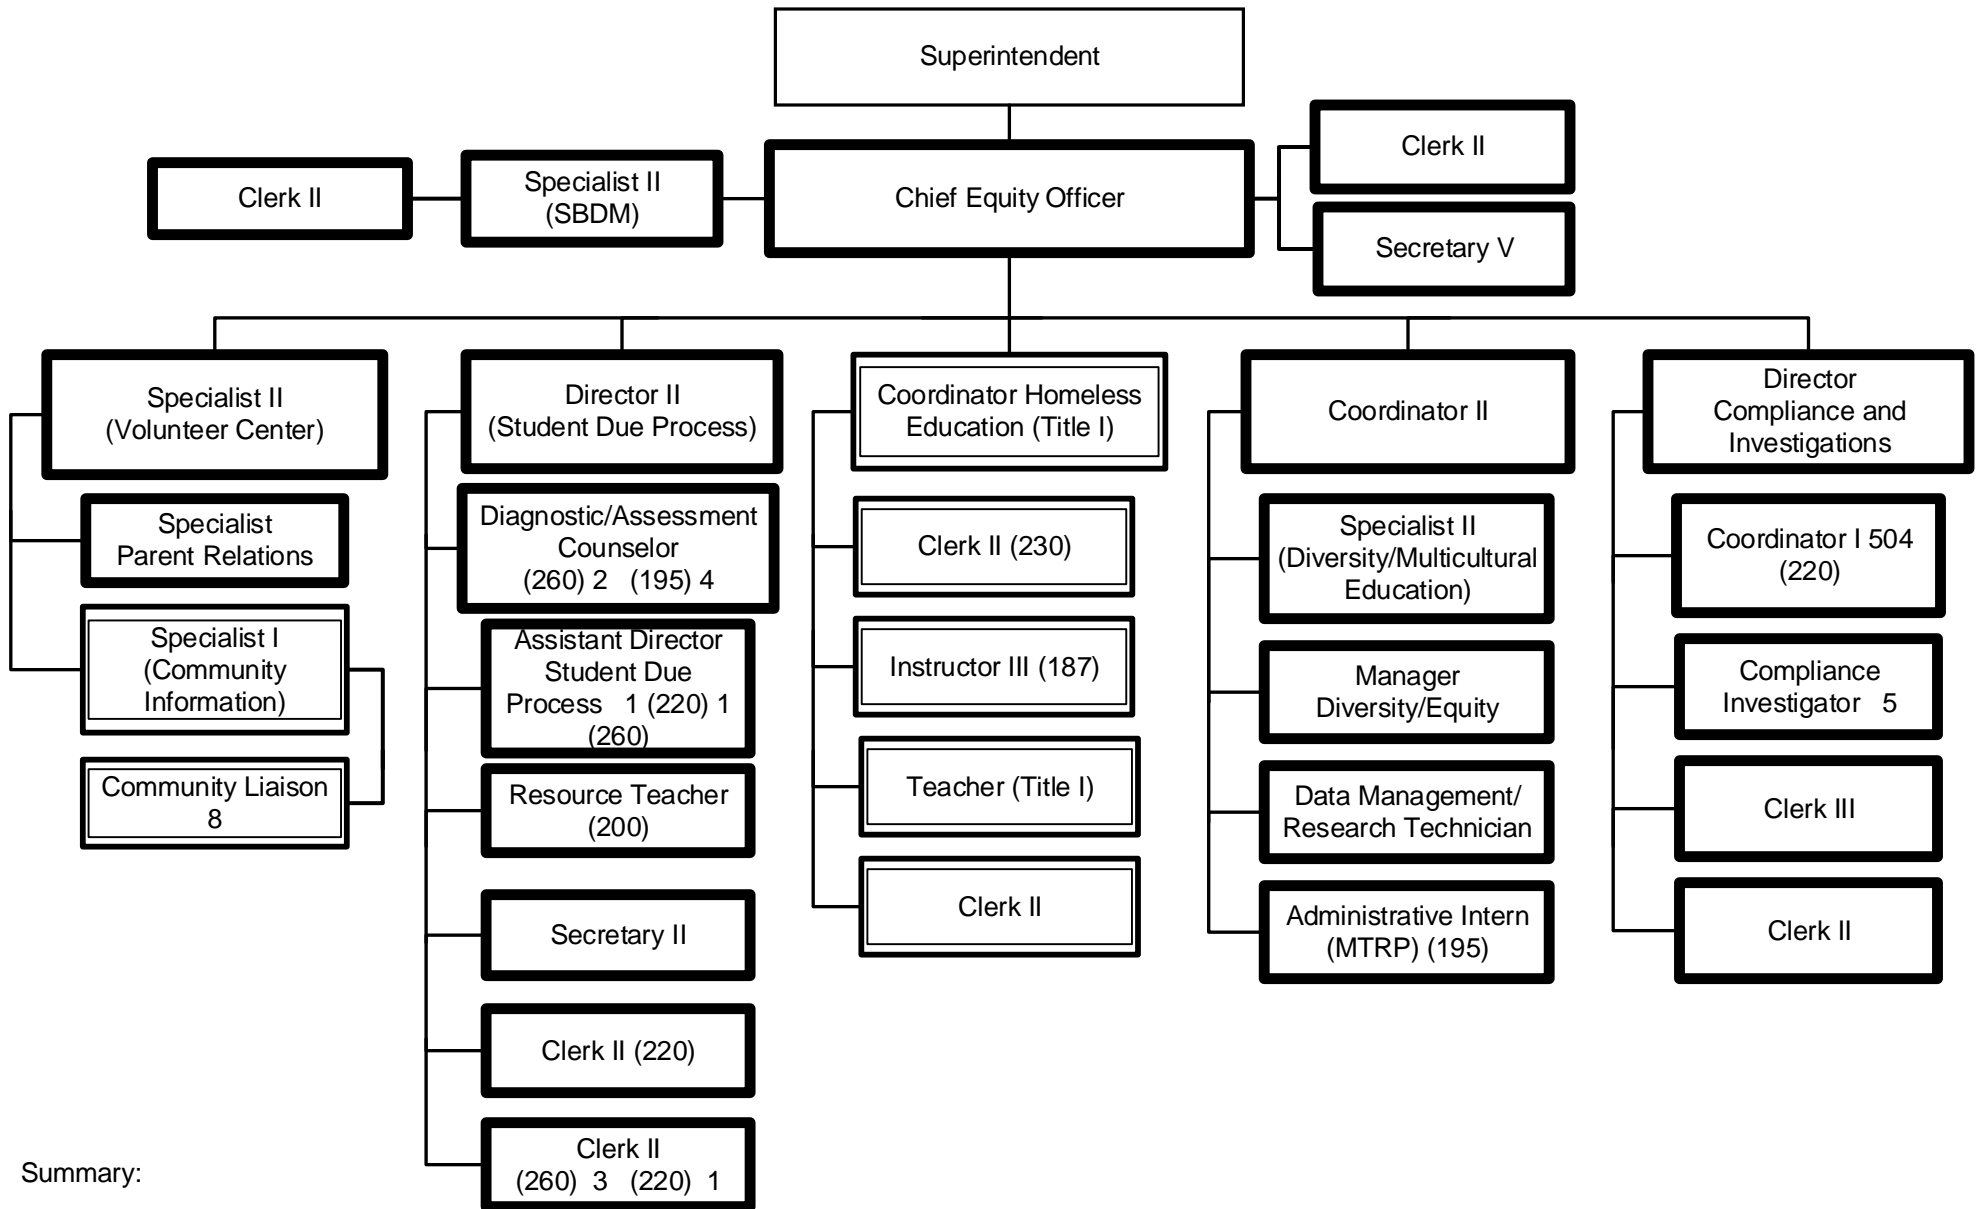 Superintendent
Clerk II
Specialist II
(SBDM)
Chief Equity Officer
Clerk II
Secretary V
Specialist II
(Volunteer Center)
Specialist
Parent Relations
Specialist I
(Community
Information)
Community Liaison
8
Director II
(Student Due Process)
Diagnostic/Assessment
Counselor
(260) 2 (195) 4
Assistant Director
Student Due
Process 1 (220) 1
(260)
Resource Teacher
(200)
Secretary II
Clerk II (220)
Clerk II
(260) 3 (220) 1
Coordinator Homeless
Education (Title I)
Clerk II (230)
Instructor III (187)
Teacher (Title I)
Clerk II
Coordinator II
Specialist II
(Diversity/Multicultural
Education)
Manager
Diversity/Equity
Data Management/
Research Technician
Administrative Intern
(MTRP) (195)
Director
Compliance and
Investigations
Coordinator I 504
(220)
Compliance
Investigator 5
Clerk III
Clerk II
Summary: